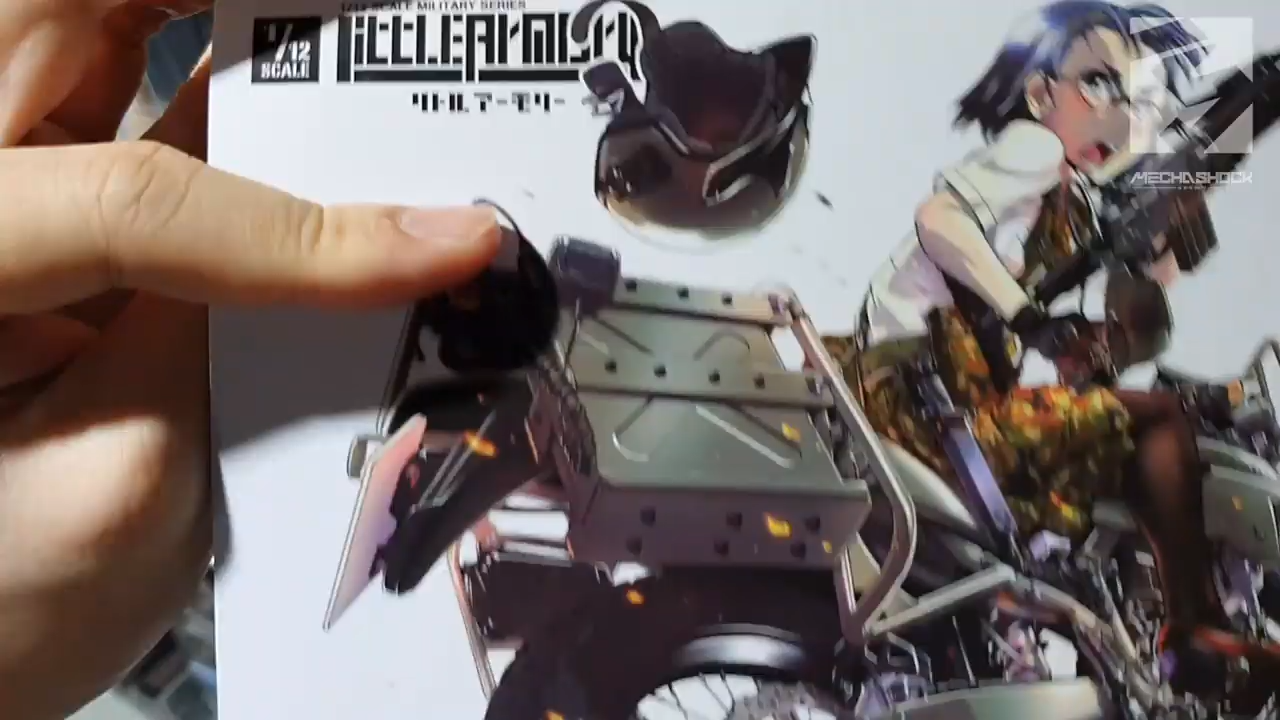 1/12 SCALE MILITARY SERIES
1/12
SCALE
LITTLEARMORY
リトルアーモリー
MECHASHOCK